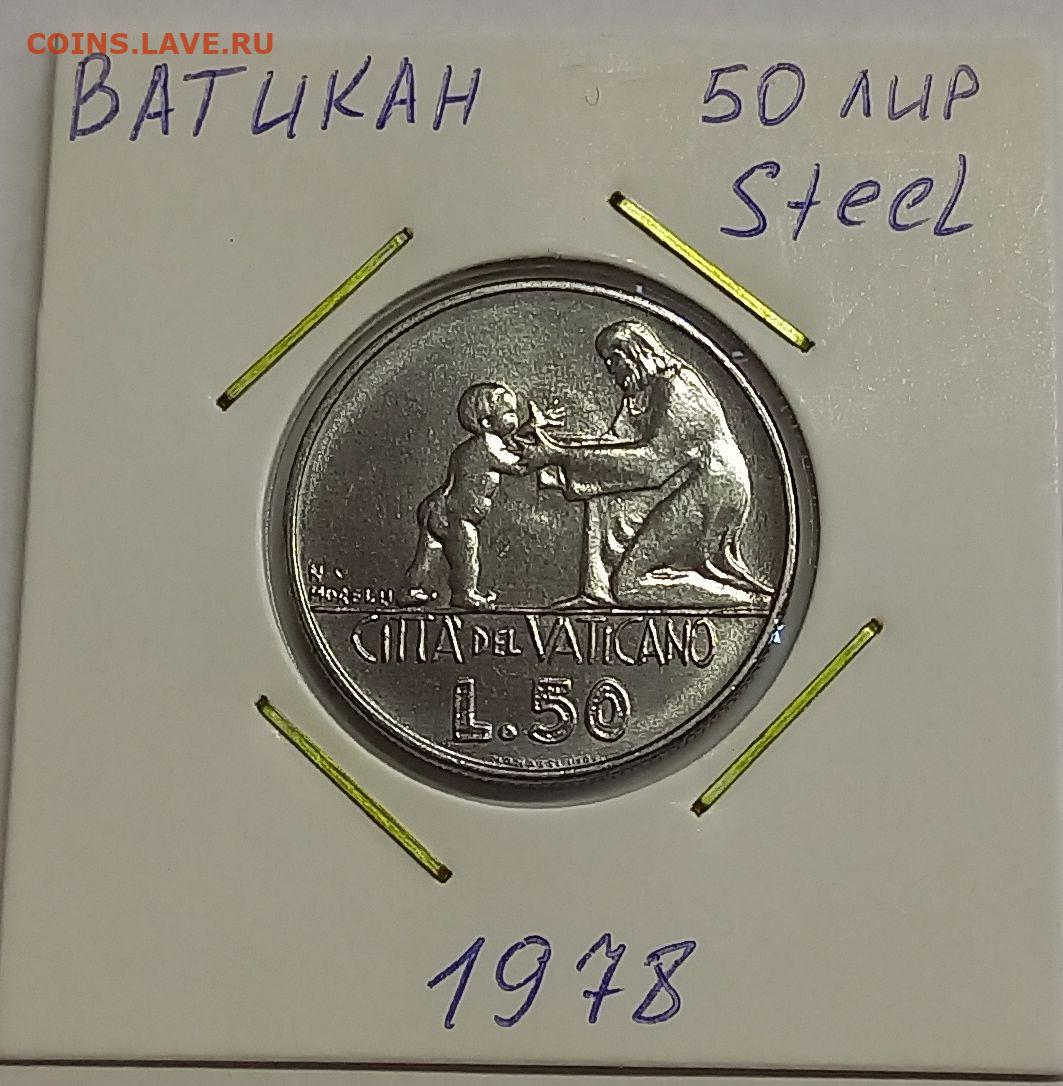 COINS.LAVE.RU
ВАТИКАН 50 лир
Steel
CITTA' DEL VATICANO
L.50
1978